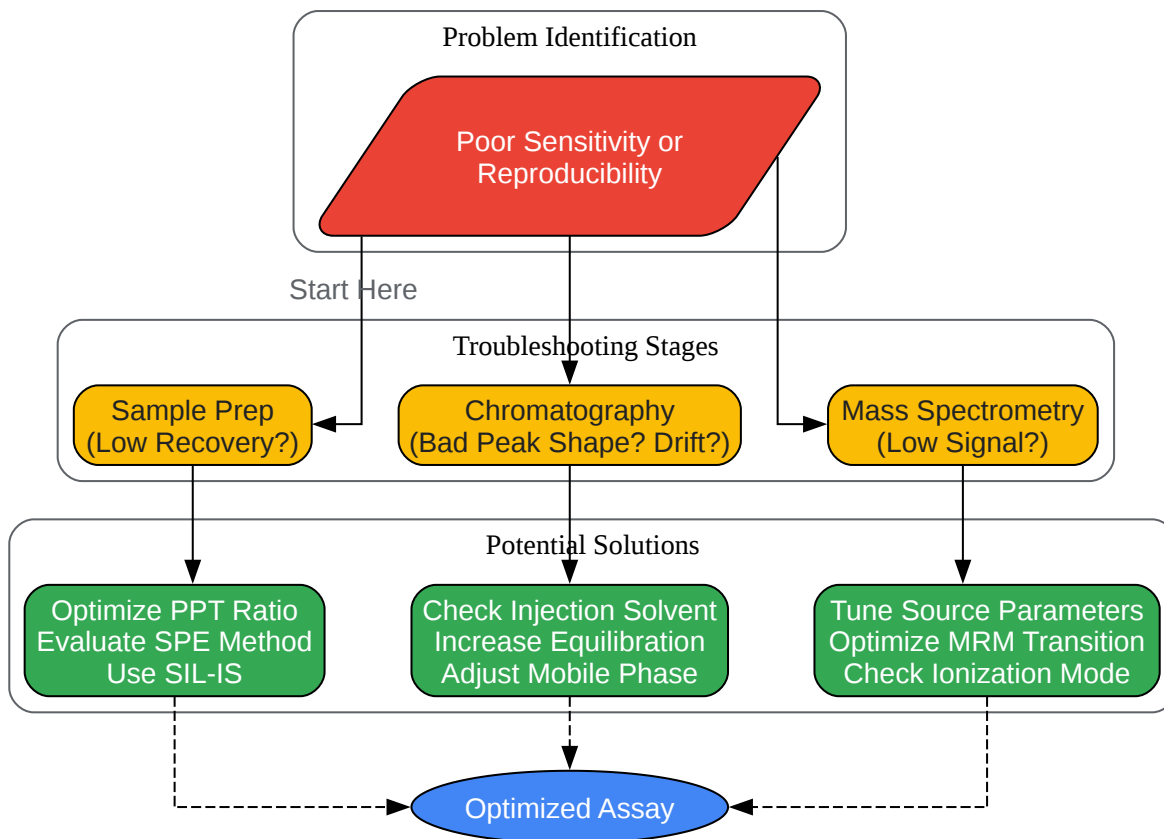 Problem Identification
Poor Sensitivity or
Reproducibility
Start Here
Troubleshooting Stages
Sample Prep
(Low Recovery?)
Chromatography
(Bad Peak Shape? Drift?)
Mass Spectrometry
(Low Signal?)
Potential Solutions
Optimize PPT Ratio
Evaluate SPE Method
Use SIL-IS
Check Injection Solvent
Increase Equilibration
Adjust Mobile Phase
Tune Source Parameters
Optimize MRM Transition
Check Ionization Mode
Optimized Assay